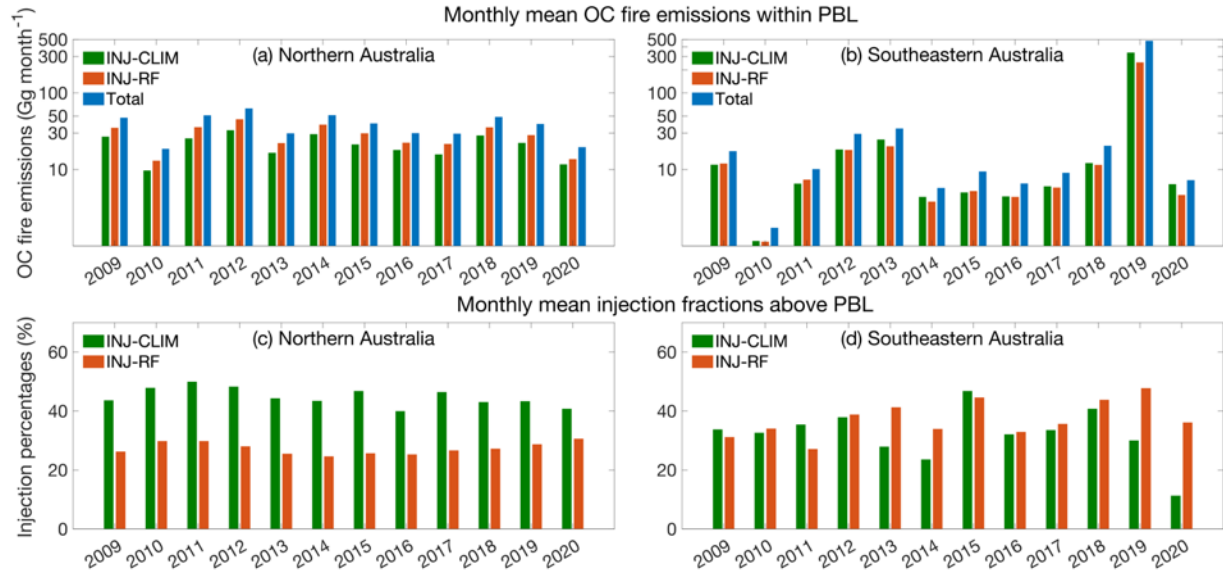 Monthly mean OC fire emissions within PBL
OC fire emissions (Gg month⁻¹)
500
300
100
50
30
10
(a) Northern Australia
INJ-CLIM
INJ-RF
Total
2009 2010 2011 2012 2013 2014 2015 2016 2017 2018 2019 2020
500
300
100
50
30
10
(b) Southeastern Australia
INJ-CLIM
INJ-RF
Total
2009 2010 2011 2012 2013 2014 2015 2016 2017 2018 2019 2020
Monthly mean injection fractions above PBL
Injection percentages (%)
60
40
20
0
(c) Northern Australia
INJ-CLIM
INJ-RF
2009 2010 2011 2012 2013 2014 2015 2016 2017 2018 2019 2020
60
40
20
0
(d) Southeastern Australia
INJ-CLIM
INJ-RF
2009 2010 2011 2012 2013 2014 2015 2016 2017 2018 2019 2020